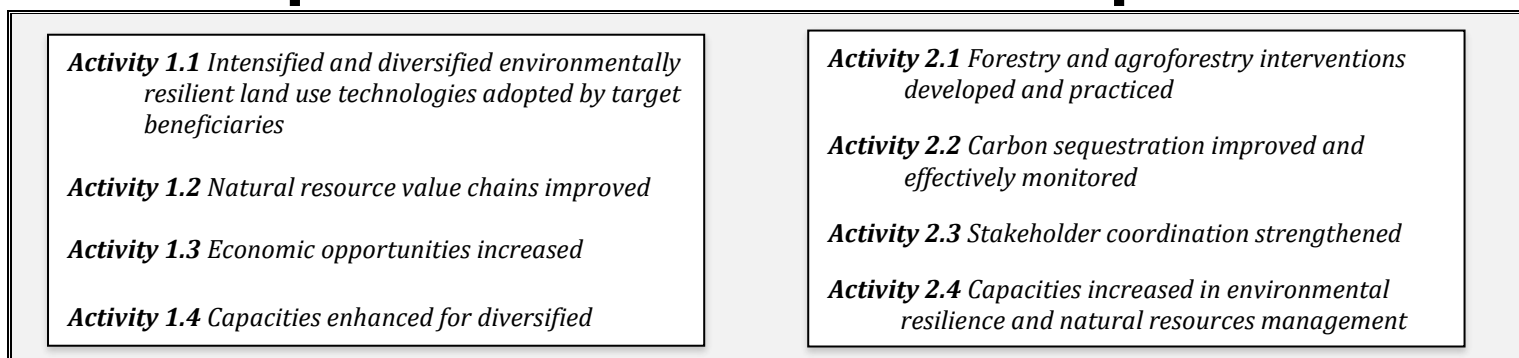 Activity 1.1 Intensified and diversified environmentally
resilient land use technologies adopted by target
beneficiaries
Activity 1.2 Natural resource value chains improved
Activity 1.3 Economic opportunities increased
Activity 1.4 Capacities enhanced for diversified
Activity 2.1 Forestry and agroforestry interventions
developed and practiced
Activity 2.2 Carbon sequestration improved and
effectively monitored
Activity 2.3 Stakeholder coordination strengthened
Activity 2.4 Capacities increased in environmental
resilience and natural resources management